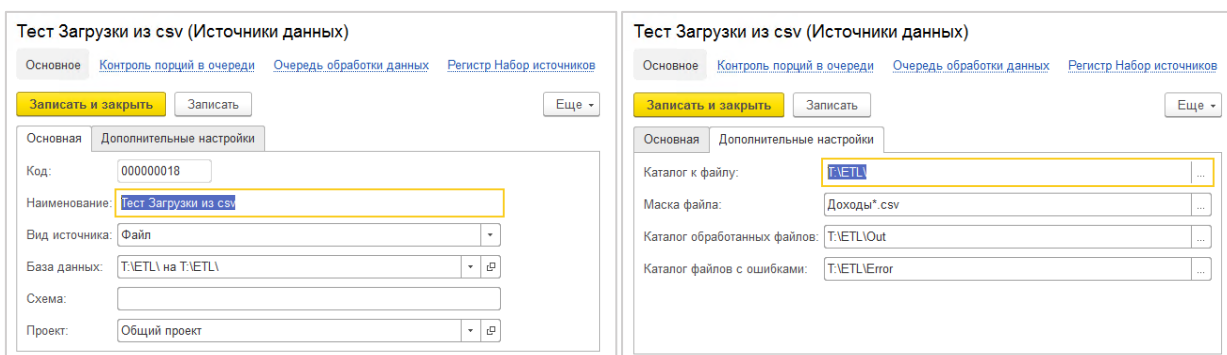 Тест Загрузки из csv (Источники данных)
Основное Контроль порций в очереди Очередь обработки данных Регистр Набор источников
Записать и закрыть Записать Еще
Основная Дополнительные настройки
Код: 000000018
Наименование: Тест Загрузки из csv
Вид источника: Файл
База данных: T:\ETL\ на T:\ETL\
Схема:
Проект: Общий проект
Тест Загрузки из csv (Источники данных)
Основное Контроль порций в очереди Очередь обработки данных Регистр Набор источников
Записать и закрыть Записать Еще
Основная Дополнительные настройки
Каталог к файлу: T:\ETL\ ...
Маска файла: Доходы*.csv ...
Каталог обработанных файлов: T:\ETL\Out ...
Каталог файлов с ошибками: T:\ETL\Error ...